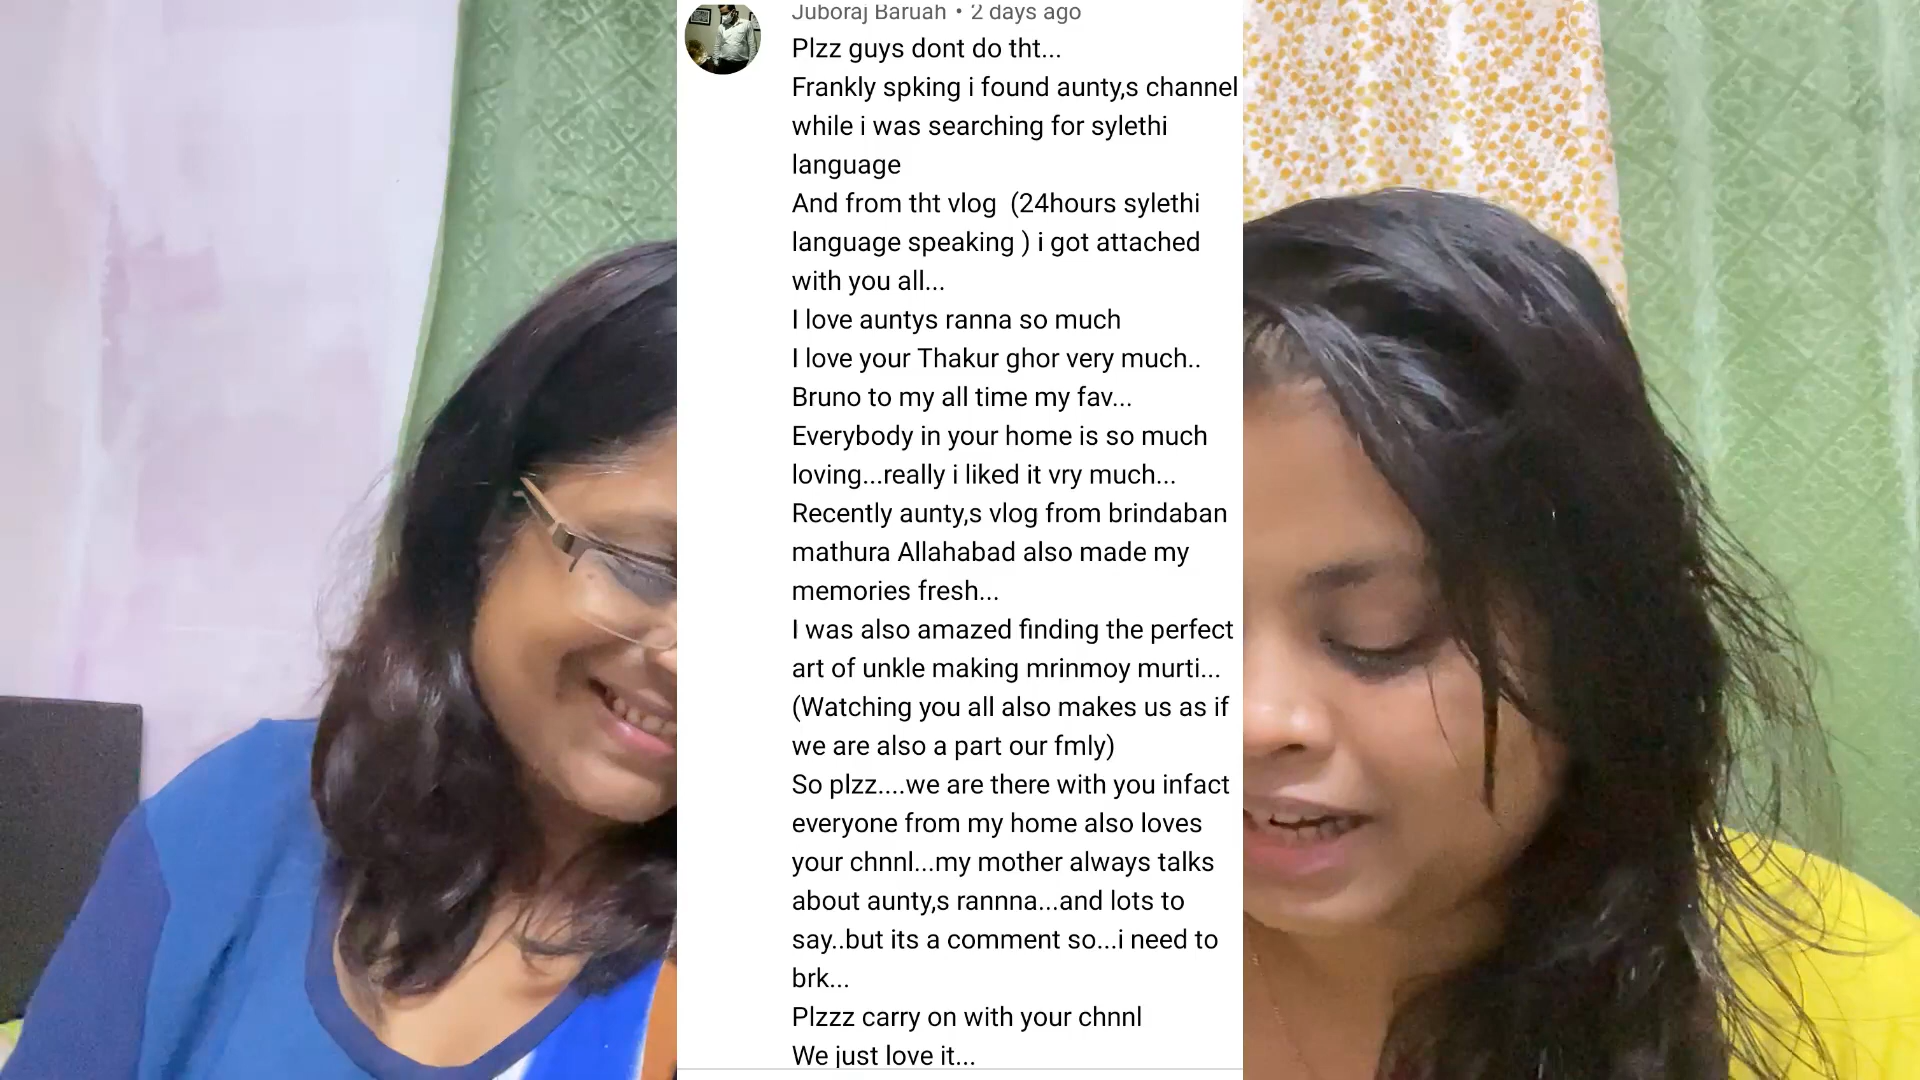 Juboraj Baruah • 2 days ago
Plzz guys dont do tht...
Frankly spking i found aunty,s channel
while i was searching for sylethi
language
And from tht vlog (24hours sylethi
language speaking ) i got attached
with you all...
I love auntys ranna so much
I love your Thakur ghor very much..
Bruno to my all time my fav...
Everybody in your home is so much
loving...really i liked it vry much...
Recently aunty,s vlog from brindaban
mathura Allahabad also made my
memories fresh...
I was also amazed finding the perfect
art of unkle making mrinmoy murti...
(Watching you all also makes us as if
we are also a part our fmly)
So plzz....we are there with you infact
everyone from my home also loves
your chnnl...my mother always talks
about aunty,s rannna...and lots to
say..but its a comment so...i need to
brk...
Plzzz carry on with your chnnl
We just love it...